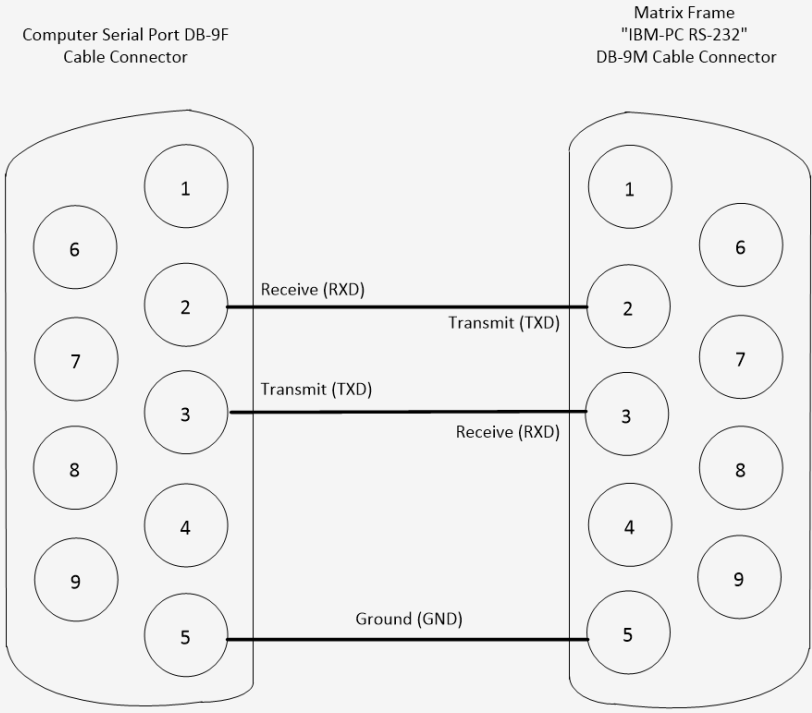 Computer Serial Port DB-9F
Cable Connector
Matrix Frame
"IBM-PC RS-232"
DB-9M Cable Connector
1
6
2
7
3
8
4
9
5
Receive (RXD)
Transmit (TXD)
Transmit (TXD)
Receive (RXD)
Ground (GND)
1
6
2
7
3
8
4
9
5